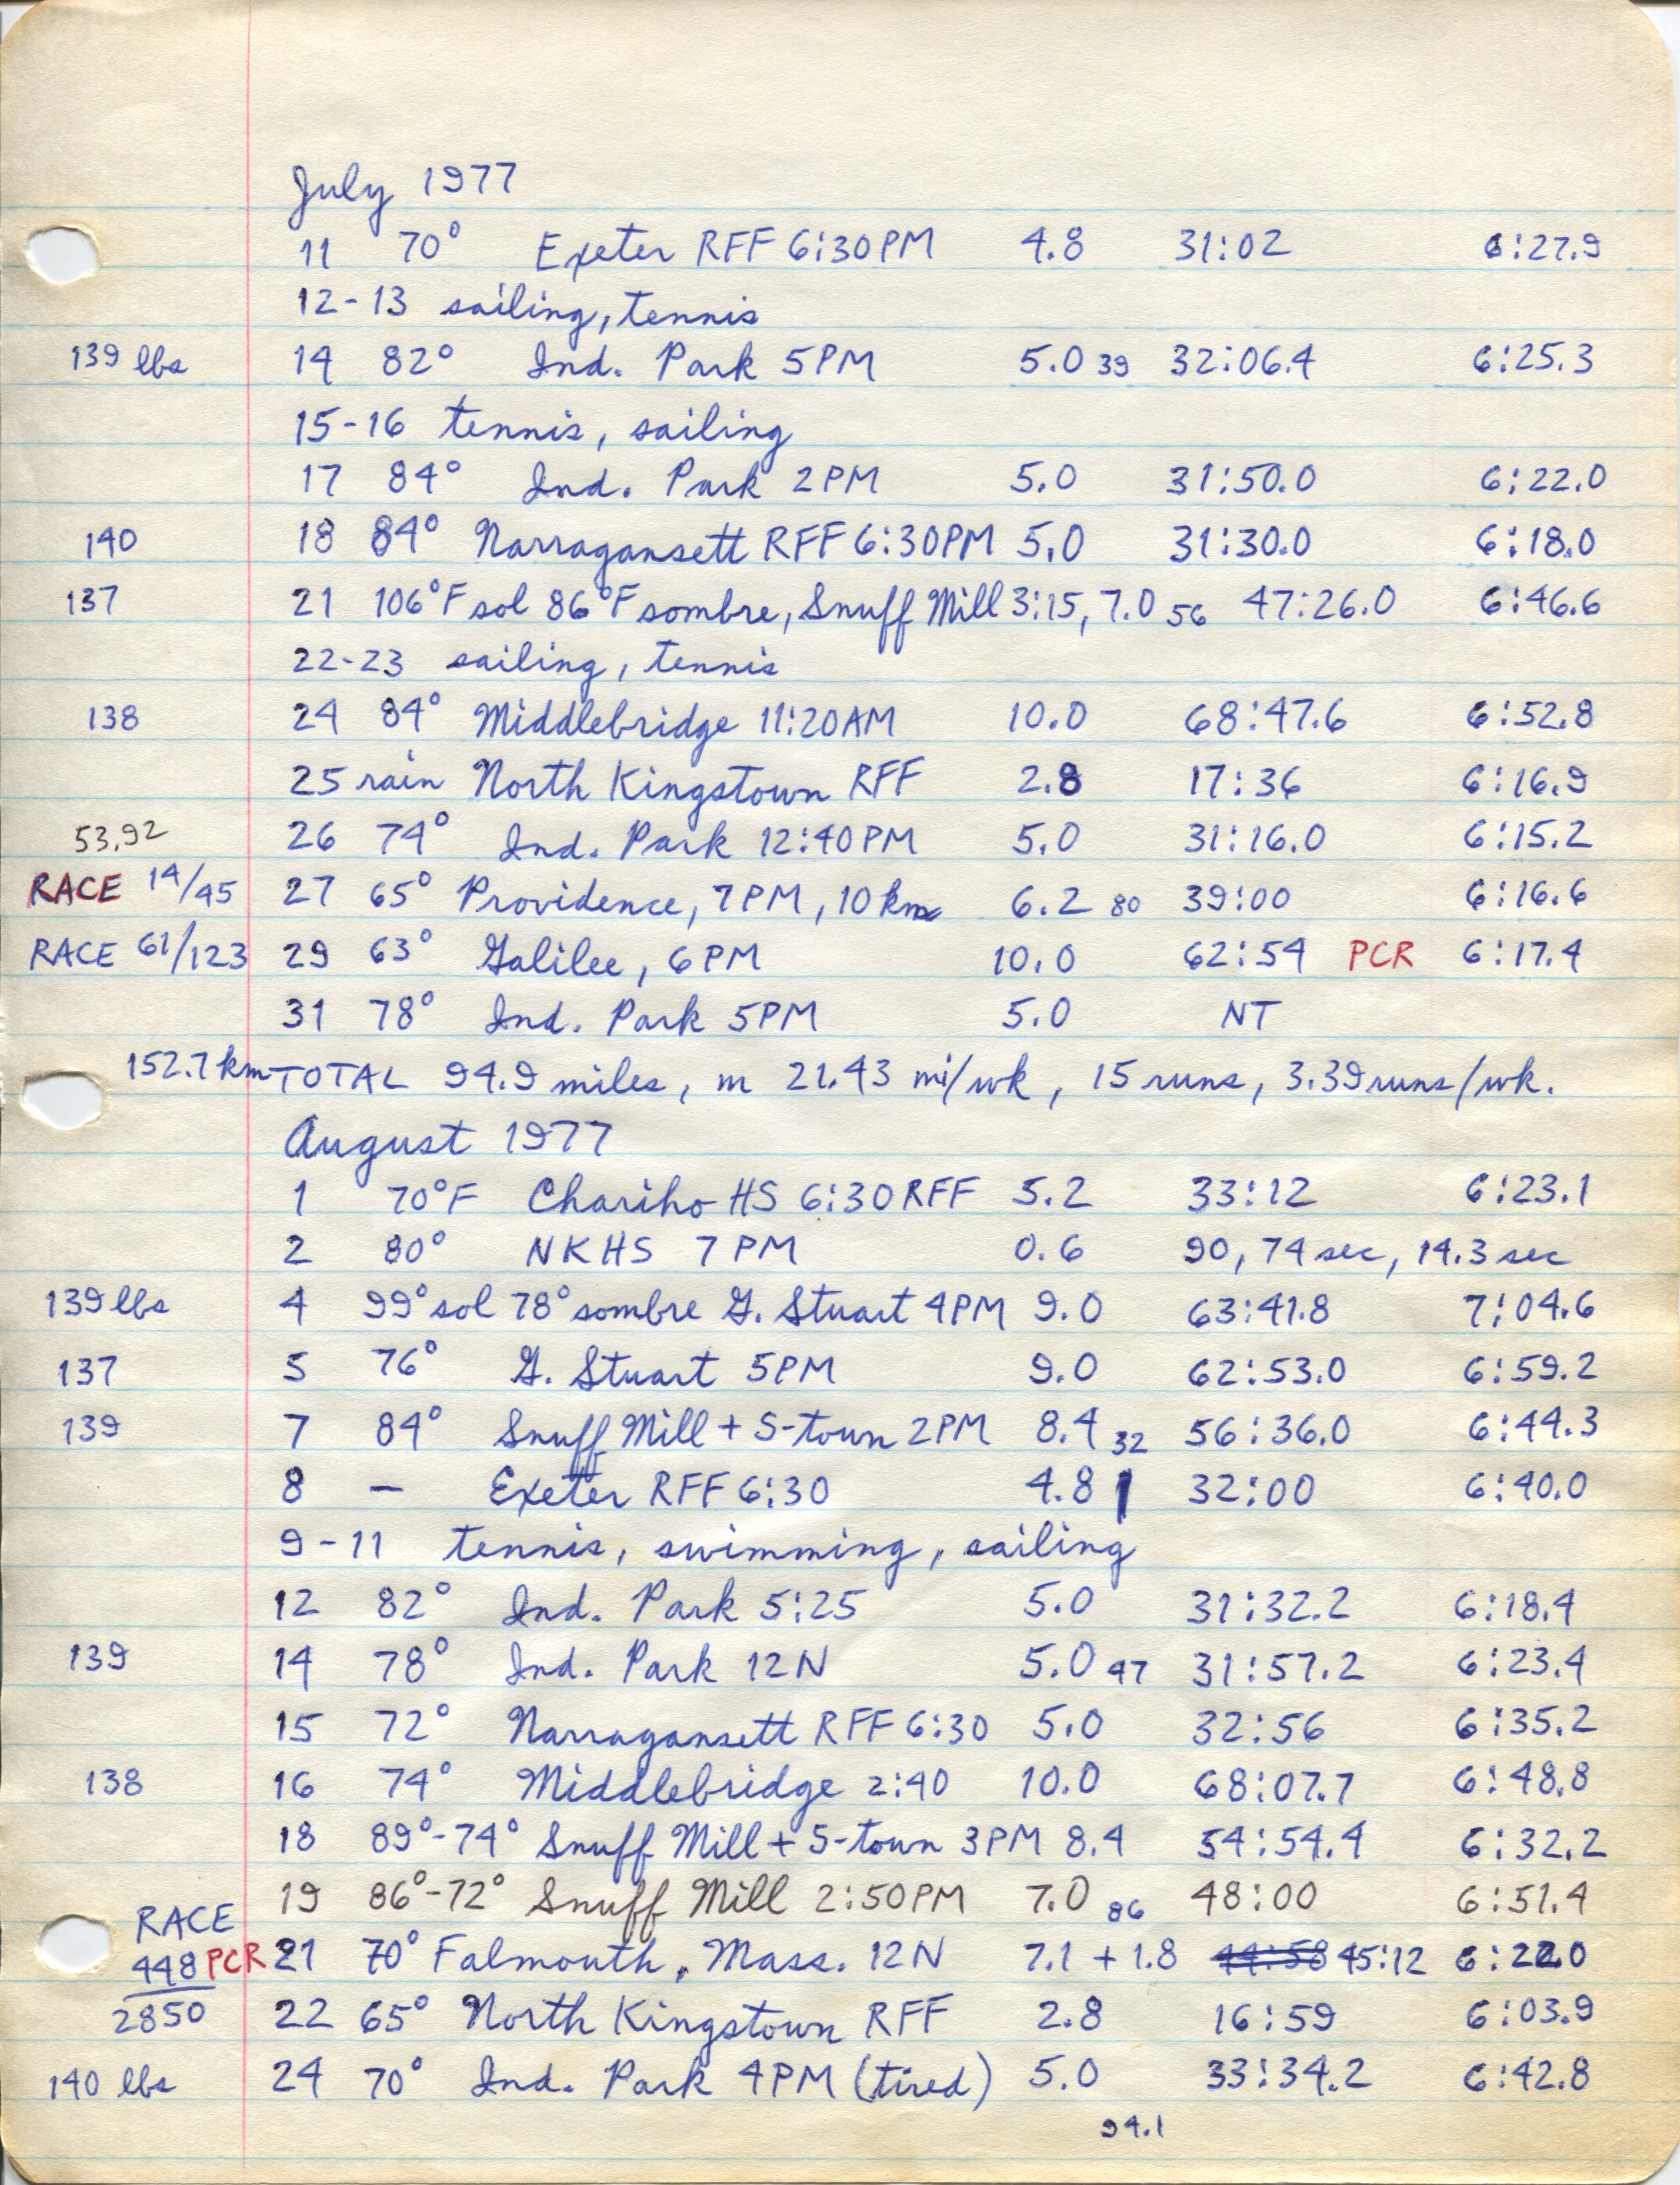 July 1977
11 70° Exeter RFF 6:30PM 4.8 31:02 6:27.9
12-13 sailing, tennis
139 lbs 14 82° Ind. Park 5PM 5.0 39 32:06.4 6:25.3
15-16 tennis, sailing
17 84° Ind. Park 2PM 5.0 31:50.0 6:22.0
140 18 84° Narragansett RFF 6:30PM 5.0 31:30.0 6:18.0
137 21 106°F sol 86°F sombre, Snuff Mill 3:15, 7.0 56 47:26.0 6:46.6
22-23 sailing, tennis
138 24 84° Middlebridge 11:20AM 10.0 68:47.6 6:52.8
25 rain North Kingstown RFF 2.8 17:36 6:16.9
53.92 26 74° Ind. Park 12:40PM 5.0 31:16.0 6:15.2
RACE 14/45 27 65° Providence, 7PM, 10 km 6.2 80 39:00 6:16.6
RACE 61/123 29 63° Galilee, 6PM 10.0 62:54 PCR 6:17.4
31 78° Ind. Park 5PM 5.0 NT
152.7 km TOTAL 94.9 miles, m 21.43 mi/wk, 15 runs, 3.39 runs/wk.
August 1977
1 70°F Chariho HS 6:30 RFF 5.2 33:12 6:23.1
2 80° NKHS 7PM 0.6 90, 74 sec, 14.3 sec
139 lbs 4 99° sol 78° sombre G. Stuart 4PM 9.0 63:41.8 7:04.6
137 5 76° G. Stuart 5PM 9.0 62:53.0 6:59.2
139 7 84° Snuff Mill + S-town 2PM 8.4 32 56:36.0 6:44.3
8 – Exeter RFF 6:30 4.8 32:00 6:40.0
9-11 tennis, swimming, sailing
12 82° Ind. Park 5:25 5.0 31:32.2 6:18.4
139 14 78° Ind. Park 12N 5.0 47 31:57.2 6:23.4
15 72° Narragansett RFF 6:30 5.0 32:56 6:35.2
138 16 74° Middlebridge 2:40 10.0 68:07.7 6:48.8
18 89°-74° Snuff Mill + S-town 3PM 8.4 54:54.4 6:32.2
19 86°-72° Snuff Mill 2:50PM 7.0 86 48:00 6:51.4
RACE
448 PCR 21 70° Falmouth, Mass. 12N 7.1 + 1.8 44:58 45:12 6:22.0
2850 22 65° North Kingstown RFF 2.8 16:59 6:03.9
140 lbs 24 70° Ind. Park 4PM (tired) 5.0 33:34.2 6:42.8
94.1